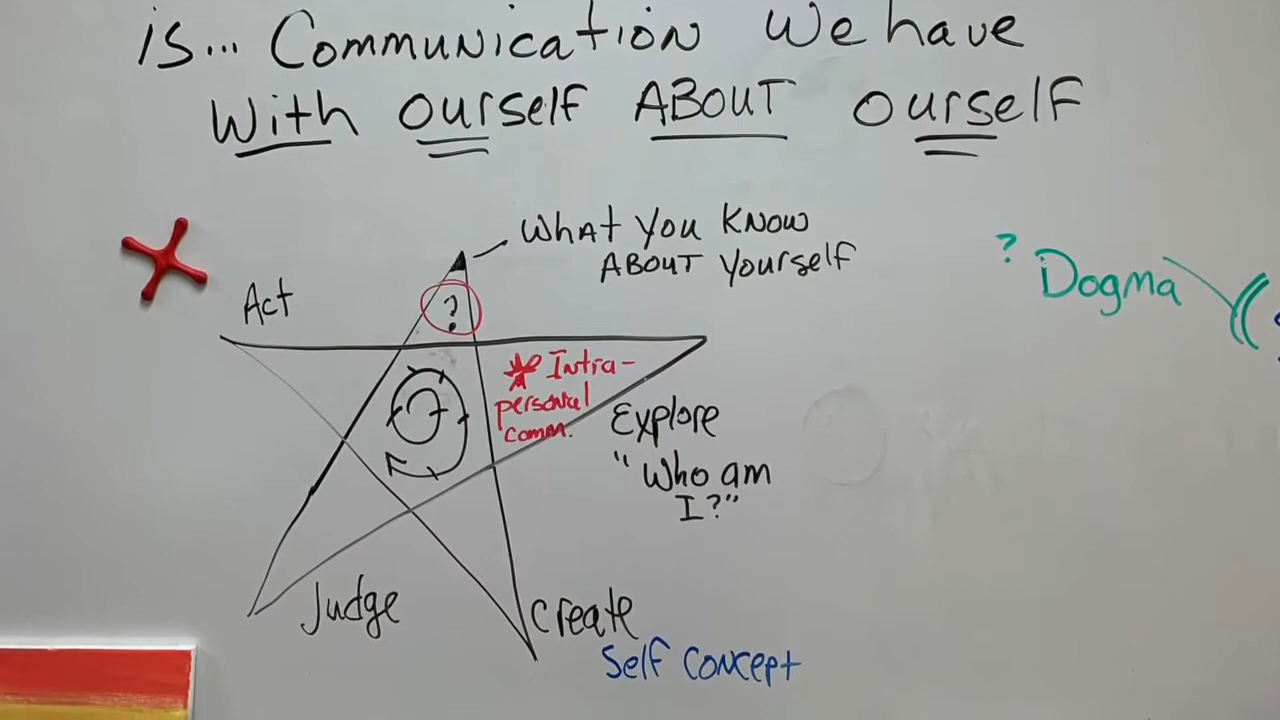 is... Communication We have
With ourself ABOUT ourself
What You Know
ABOUT Yourself
?
Dogma
Act
?
* Intra-
personal
comm.
Explore
"Who am
I?"
Judge
Create
Self Concept